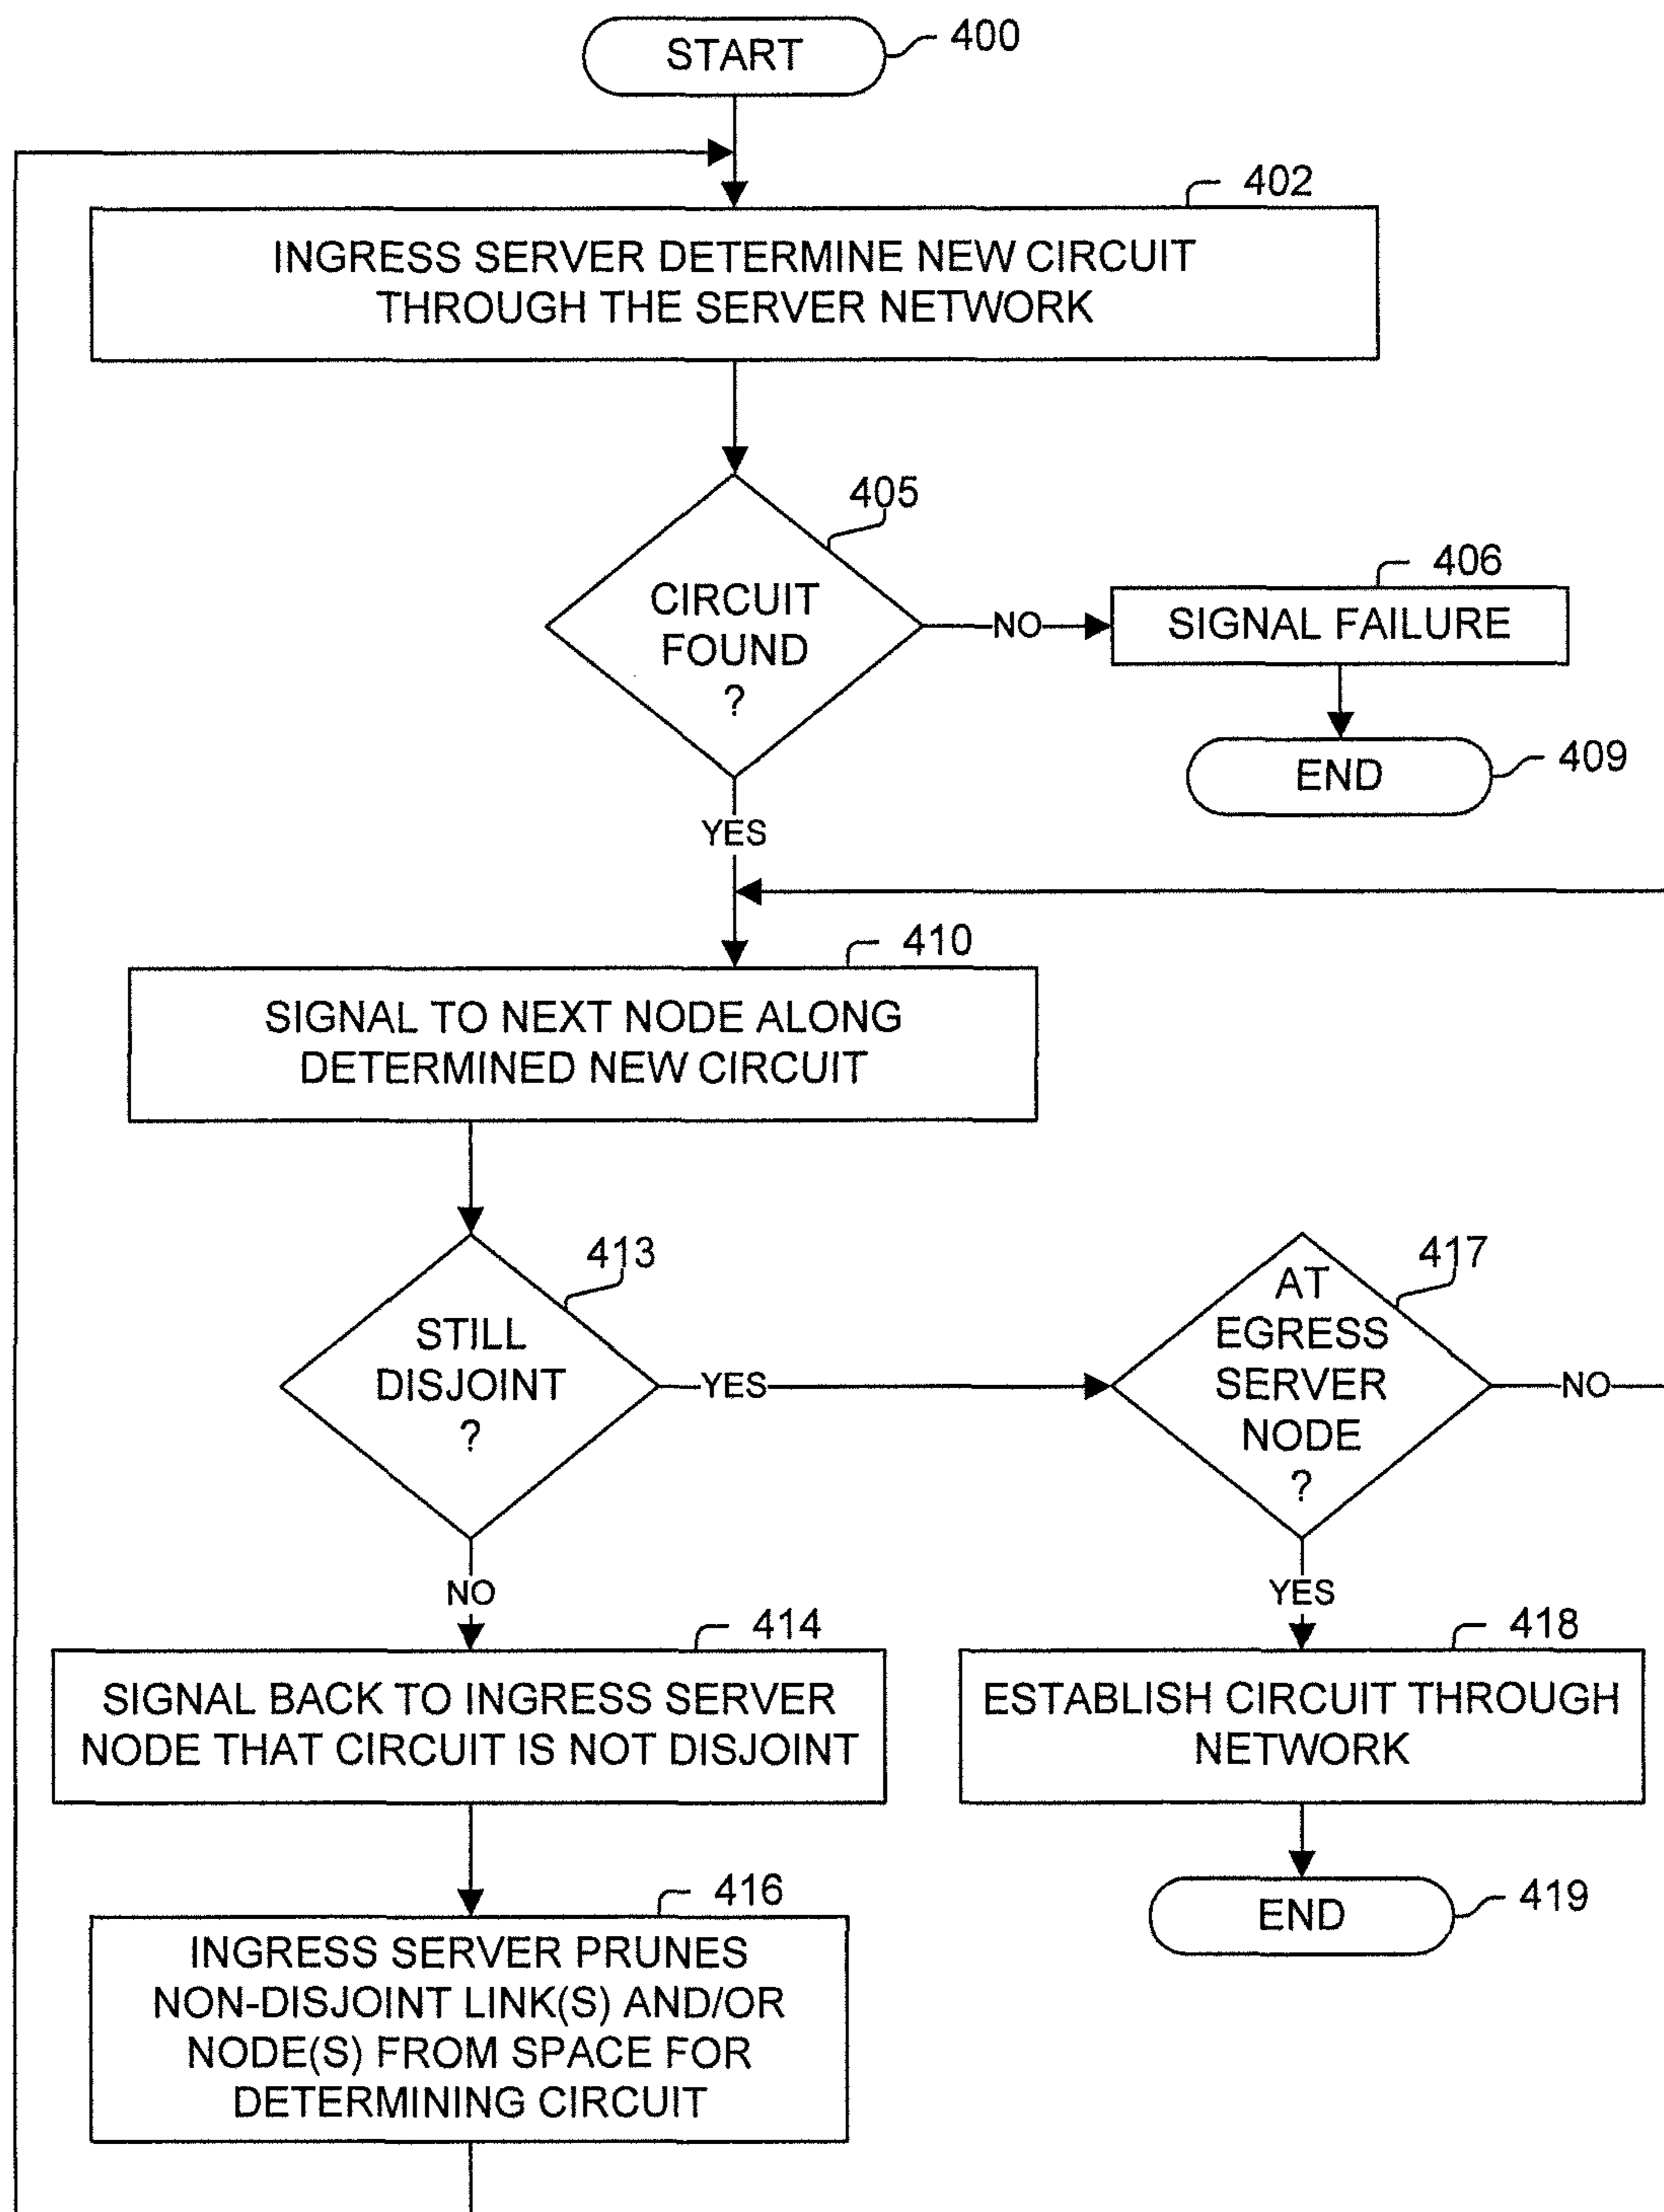 START
400
402
INGRESS SERVER DETERMINE NEW CIRCUIT
THROUGH THE SERVER NETWORK
405
CIRCUIT
FOUND
?
NO
406
SIGNAL FAILURE
END
409
YES
410
SIGNAL TO NEXT NODE ALONG
DETERMINED NEW CIRCUIT
413
STILL
DISJOINT
?
YES
417
AT
EGRESS
SERVER
NODE
?
NO
NO
YES
414
SIGNAL BACK TO INGRESS SERVER
NODE THAT CIRCUIT IS NOT DISJOINT
418
ESTABLISH CIRCUIT THROUGH
NETWORK
416
INGRESS SERVER PRUNES
NON-DISJOINT LINK(S) AND/OR
NODE(S) FROM SPACE FOR
DETERMINING CIRCUIT
END
419